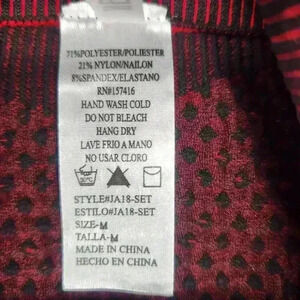 71%POLYESTER/POLIESTER
21% NYLON/NAILON
8%SPANDEX/ELASTANO
RN#157416
HAND WASH COLD
DO NOT BLEACH
HANG DRY
LAVE FRIO A MANO
NO USAR CLORO
30°C
STYLE#JA18-SET
ESTILO#JA18-SET
SIZE-M
TALLA-M
MADE IN CHINA
HECHO EN CHINA